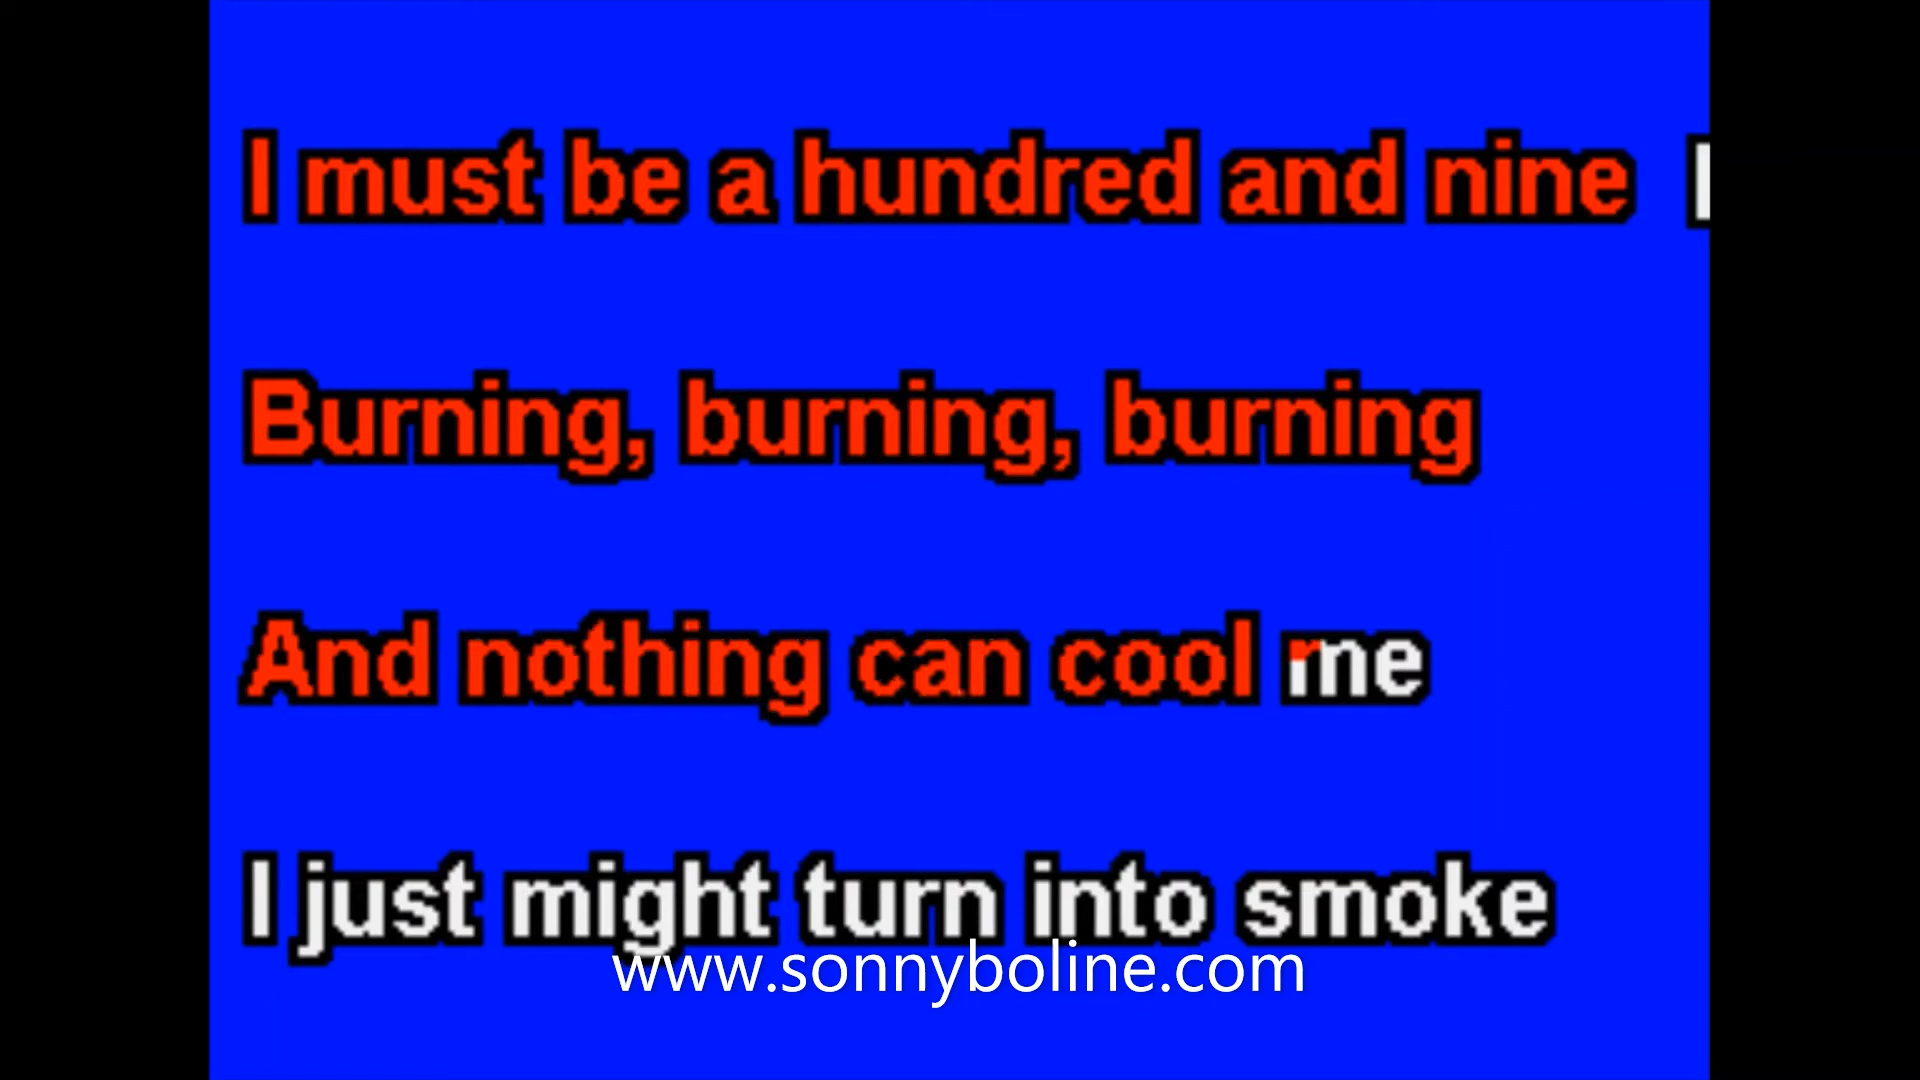 I must be a hundred and nine
Burning, burning, burning
And nothing can cool me
I just might turn into smoke
www.sonnyboline.com